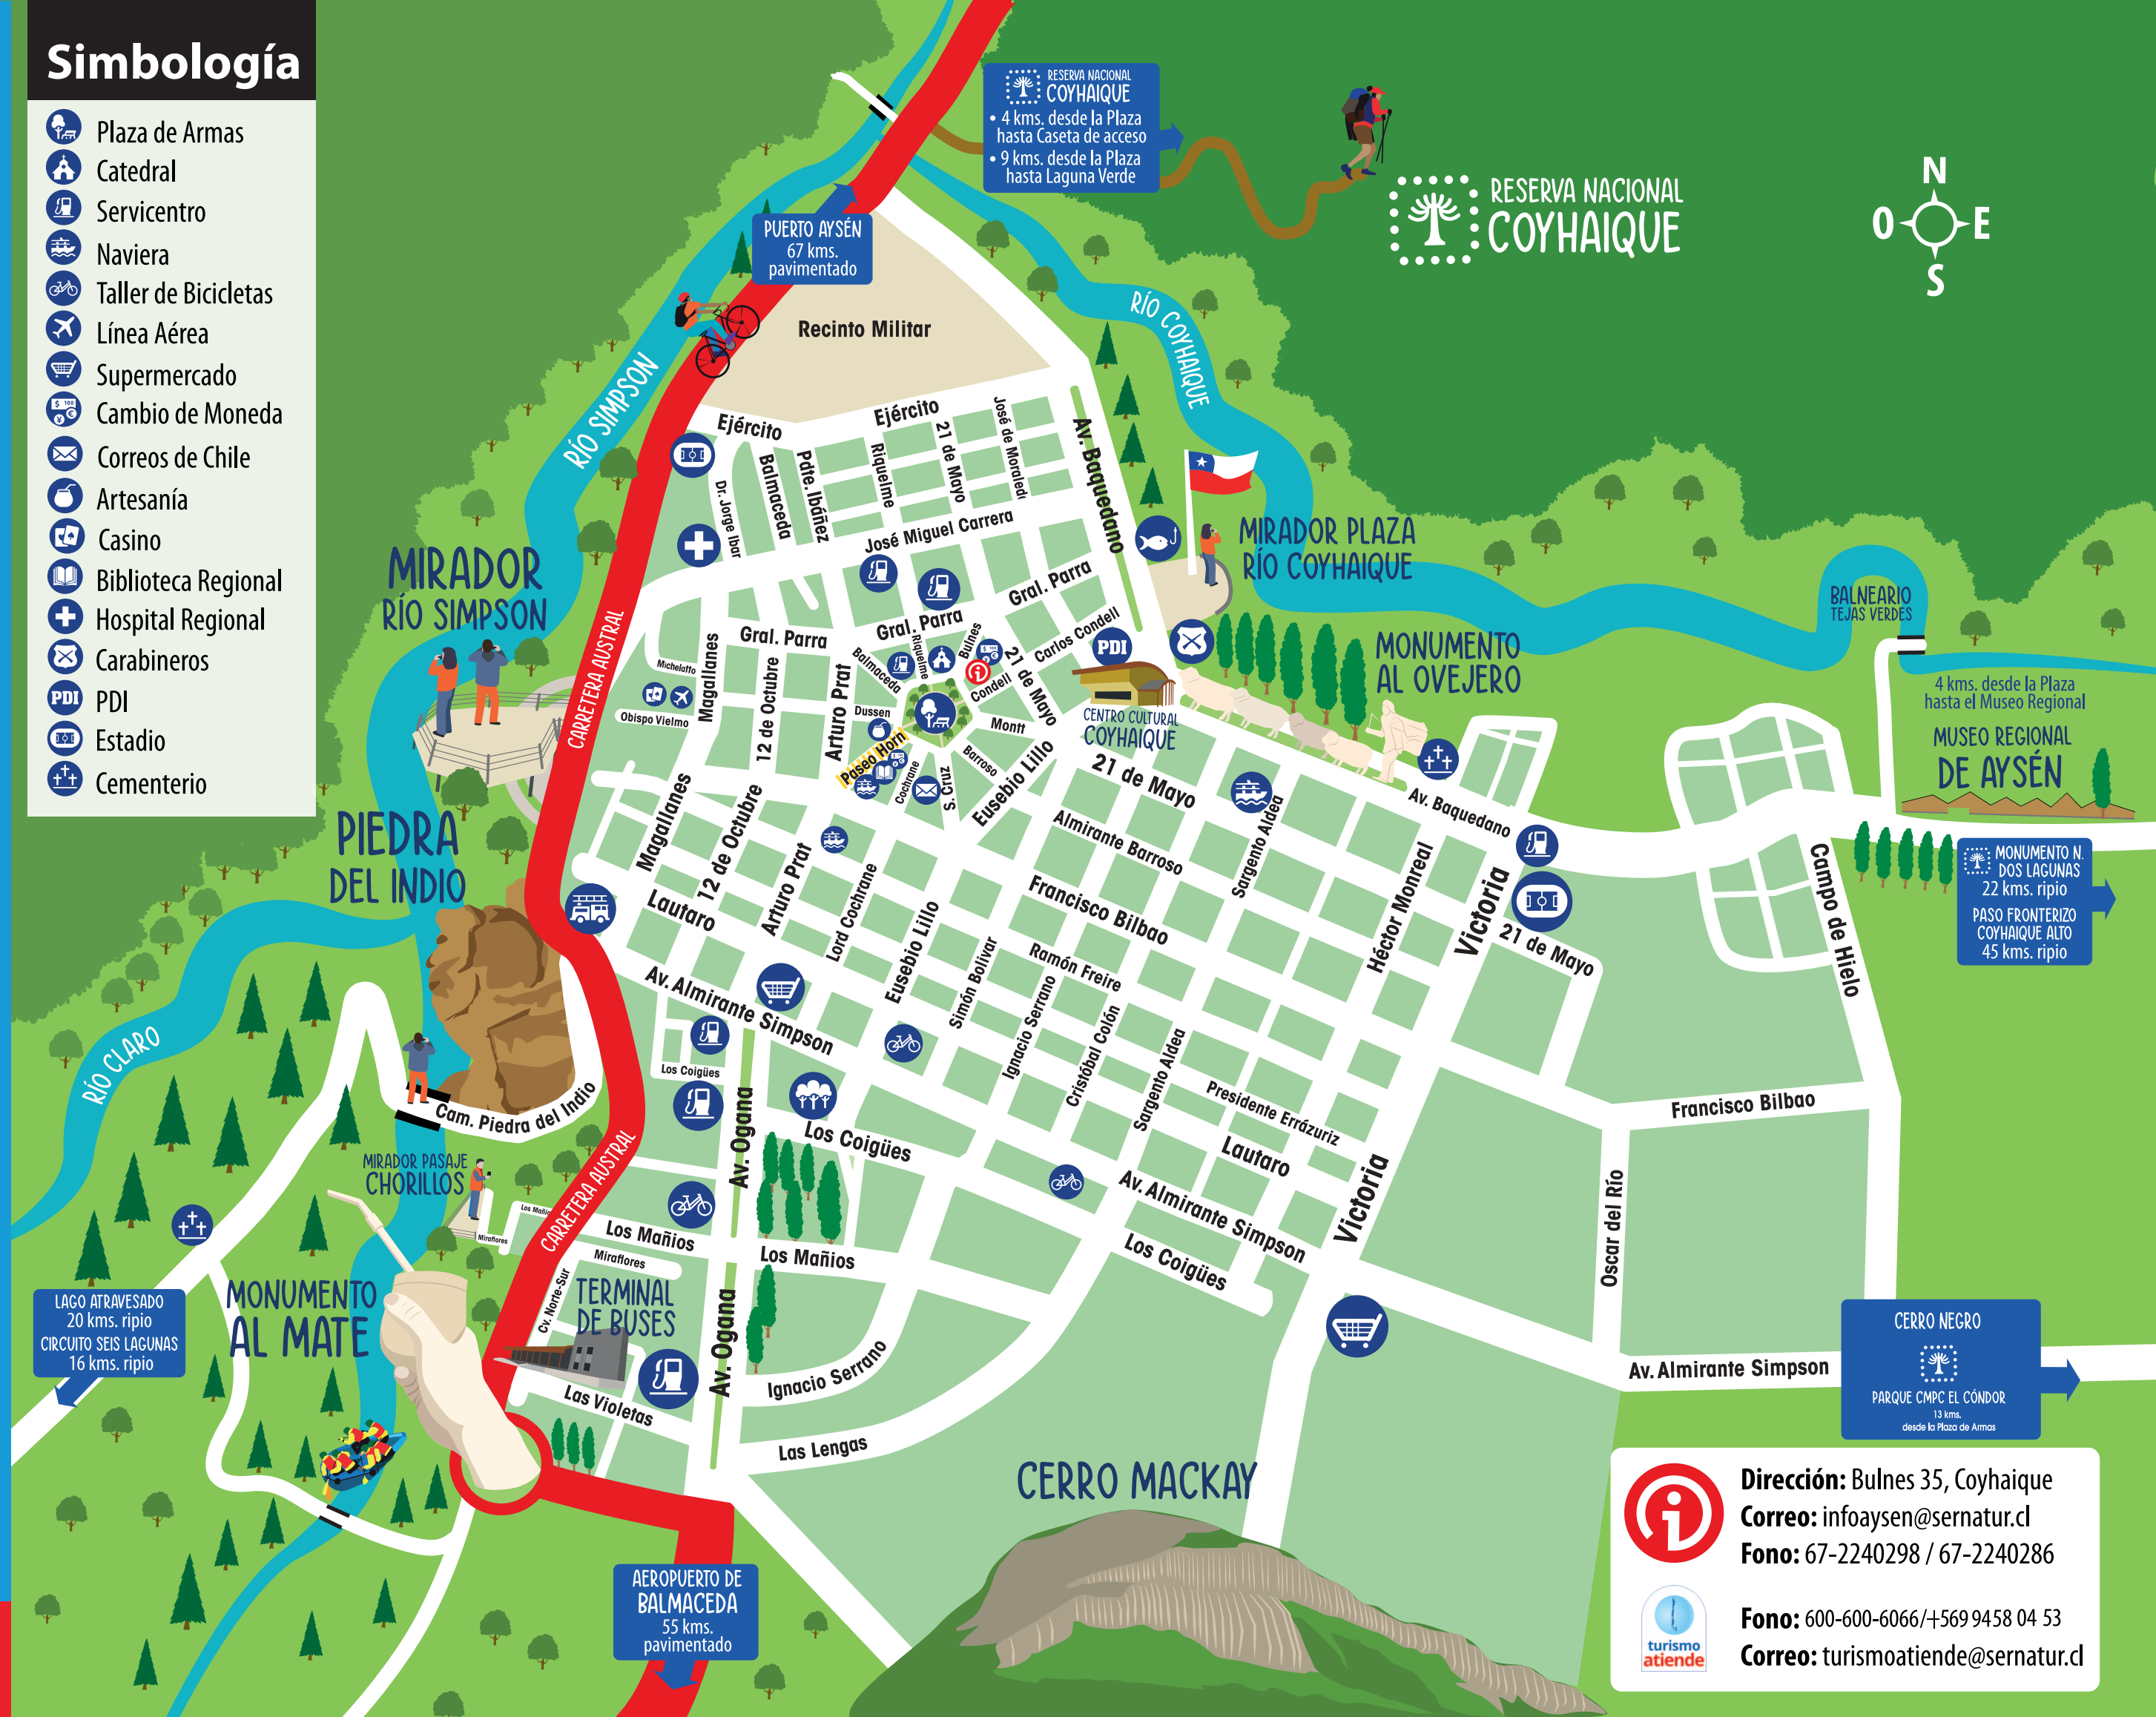 Simbología
Plaza de Armas
Catedral
Servicentro
Naviera
Taller de Bicicletas
Línea Aérea
Supermercado
Cambio de Moneda
Correos de Chile
Artesanía
Casino
Biblioteca Regional
Hospital Regional
Carabineros
PDI
PDI
Estadio
Cementerio
RESERVA NACIONAL
COYHAIQUE
• 4 kms. desde la Plaza
hasta Caseta de acceso
• 9 kms. desde la Plaza
hasta Laguna Verde
RESERVA NACIONAL
COYHAIQUE
N
O
E
S
PUERTO AYSÉN
67 kms.
pavimentado
Recinto Militar
RÍO COYHAIQUE
RÍO SIMPSON
Ejército
Ejército
José de Moraled
21 de Mayo
Riquelme
Pdte. Ibáñez
Balmaceda
Dr. Jorge Ibar
Av. Baquedano
José Miguel Carrera
MIRADOR PLAZA
RÍO COYHAIQUE
MIRADOR
RÍO SIMPSON
CARRETERA AUSTRAL
Gral. Parra
Gral. Parra
Gral. Parra
Carlos Condell
PDI
Bulnes
Riquelme
Balmaceda
21 de Mayo
Condell
Michelatto
Magallanes
12 de Octubre
Arturo Prat
Obispo Vielmo
Dussen
Montt
Paseo Horn
Barroso
Cochrane
S. Cruz
Eusebio Lillo
CENTRO CULTURAL
COYHAIQUE
MONUMENTO
AL OVEJERO
BALNEARIO
TEJAS VERDES
4 kms. desde la Plaza
hasta el Museo Regional
MUSEO REGIONAL
DE AYSÉN
MONUMENTO N.
DOS LAGUNAS
22 kms. ripio
PASO FRONTERIZO
COYHAIQUE ALTO
45 kms. ripio
PIEDRA
DEL INDIO
Magallanes
12 de Octubre
Arturo Prat
Lord Cochrane
Lautaro
21 de Mayo
Almirante Barroso
Sargento Aldea
Av. Baquedano
Francisco Bilbao
Héctor Monreal
Victoria
21 de Mayo
Campo de Hielo
Eusebio Lillo
Simón Bolivar
Ramón Freire
Ignacio Serrano
Cristóbal Colón
Sargento Aldea
Av. Almirante Simpson
Los Coigües
Av. Ogana
Los Coigües
Presidente Errázuriz
Lautaro
Francisco Bilbao
Oscar del Río
Victoria
RÍO CLARO
Cam. Piedra del Indio
MIRADOR PASAJE
CHORILLOS
CARRETERA AUSTRAL
Los Mañio
Miraflores
Los Mañios
Miraflores
Los Mañios
Cv. Norte-Sur
TERMINAL
DE BUSES
Av. Almirante Simpson
Los Coigües
LAGO ATRAVESADO
20 kms. ripio
CIRCUITO SEIS LAGUNAS
16 kms. ripio
MONUMENTO
AL MATE
Av. Ogana
Ignacio Serrano
Las Violetas
Las Lengas
Av. Almirante Simpson
CERRO NEGRO
PARQUE CMPC EL CÓNDOR
13 kms.
desde la Plaza de Armas
CERRO MACKAY
AEROPUERTO DE
BALMACEDA
55 kms.
pavimentado
Dirección: Bulnes 35, Coyhaique
Correo: infoaysen@sernatur.cl
Fono: 67-2240298 / 67-2240286
turismo
atiende
Fono: 600-600-6066/+569 9458 04 53
Correo: turismoatiende@sernatur.cl